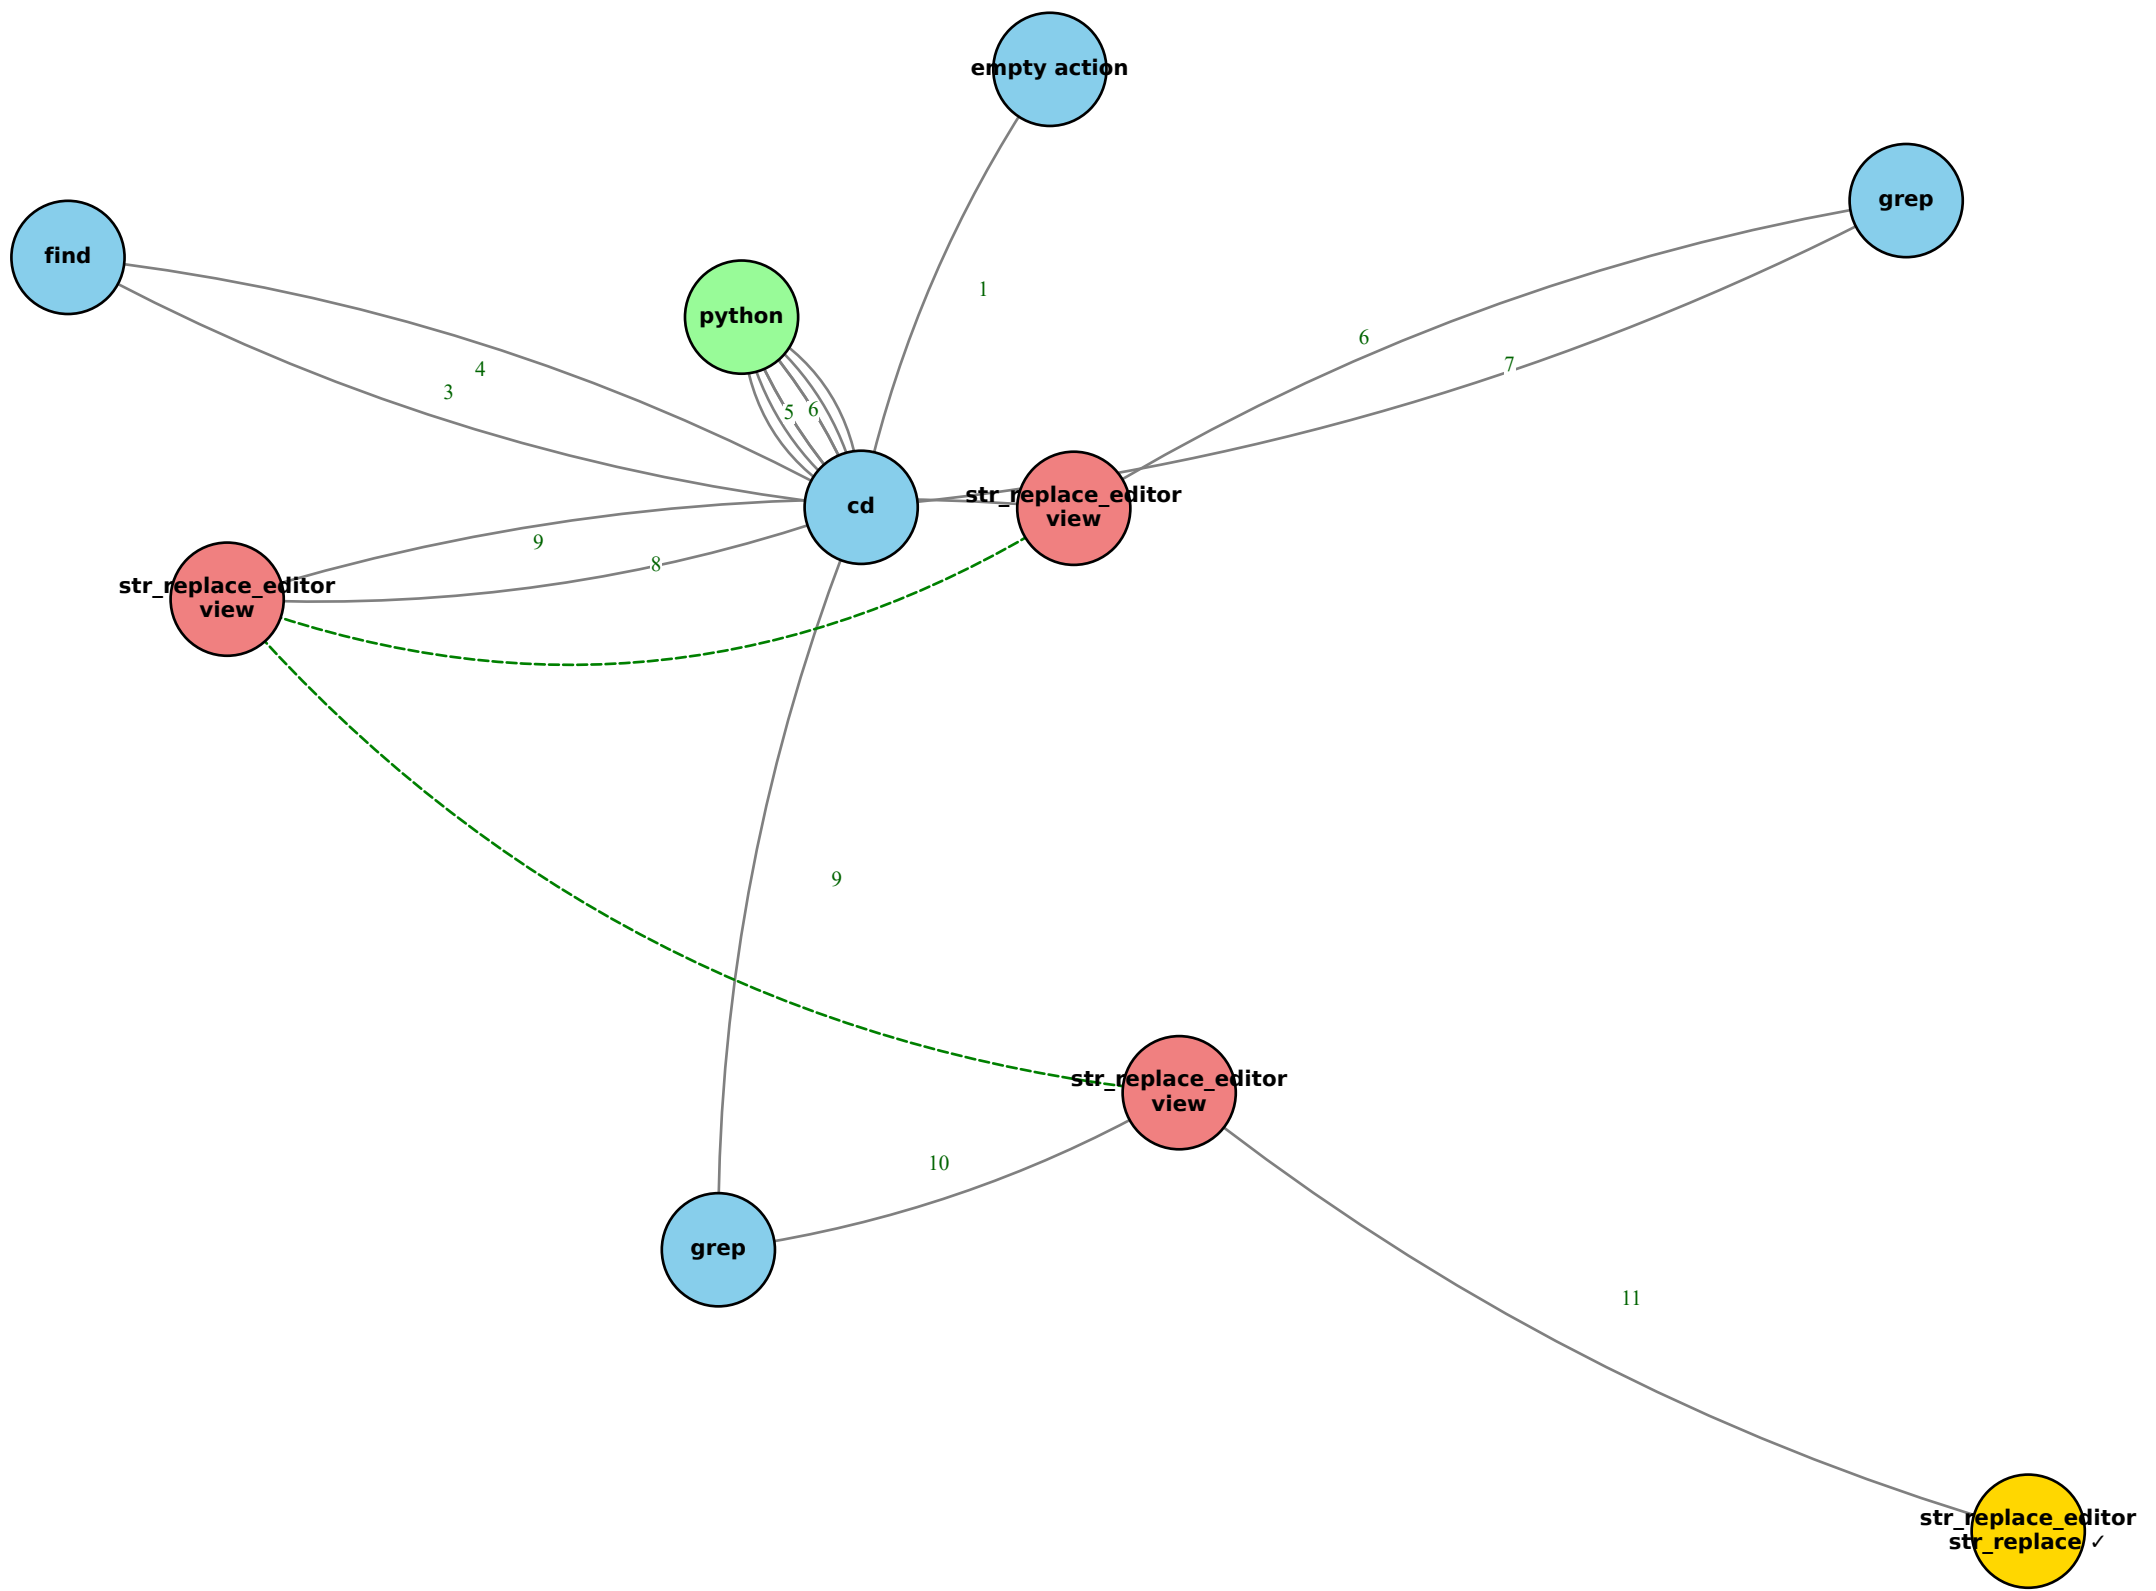 empty action
grep
find
1
python
6
7
4
3
5
6
cd
str_replace_editor
view
9
8
str_replace_editor
view
9
str_replace_editor
view
10
grep
11
str_replace_editor
str_replace ✓